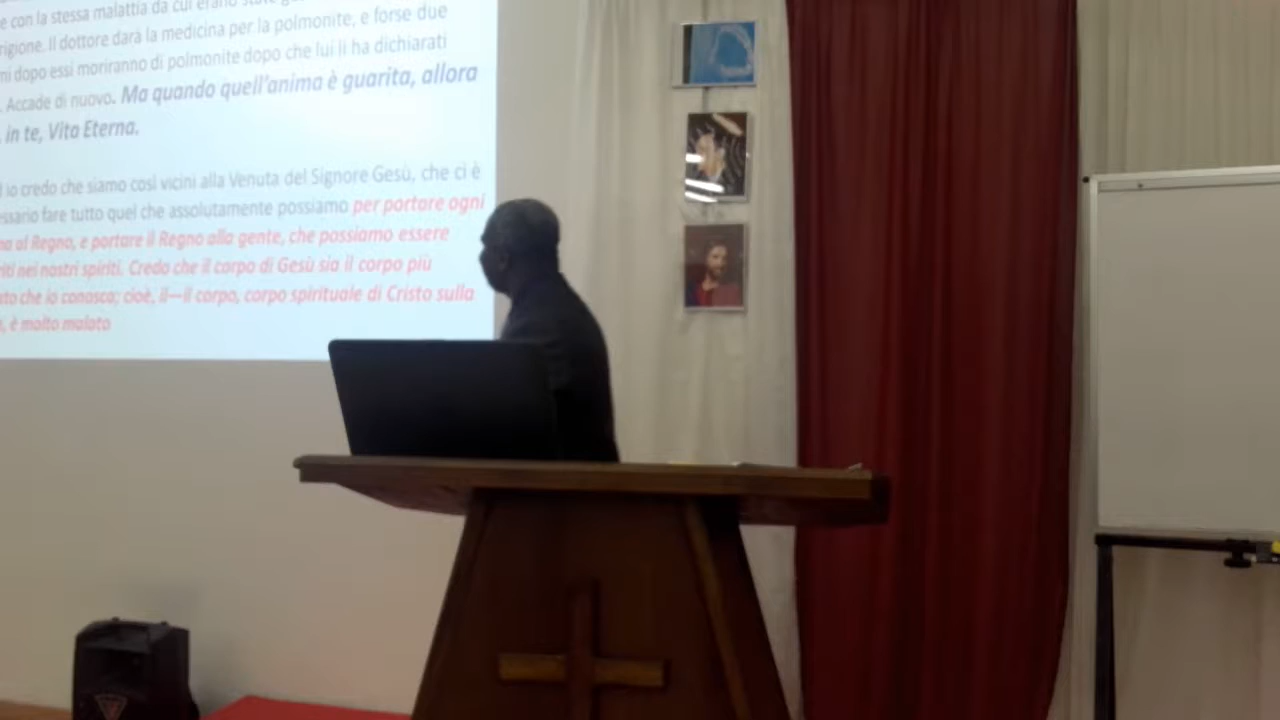 e con la stessa malattia da cui erano state
rigione. Il dottore darà la medicina per la polmonite, e forse due
ni dopo essi moriranno di polmonite dopo che lui li ha dichiarati
. Accade di nuovo. Ma quando quell'anima è guarita, allora
in te, Vita Eterna.
io credo che siamo così vicini alla Venuta del Signore Gesù, che ci è
essario fare tutto quel che assolutamente possiamo per portare ogni
al Regno, e portare il Regno alla gente, che possiamo essere
riti nei nostri spiriti. Credo che il corpo di Gesù sia il corpo più
ato che io conosca; cioè, il—il corpo, corpo spirituale di Cristo sulla
, è molto malato